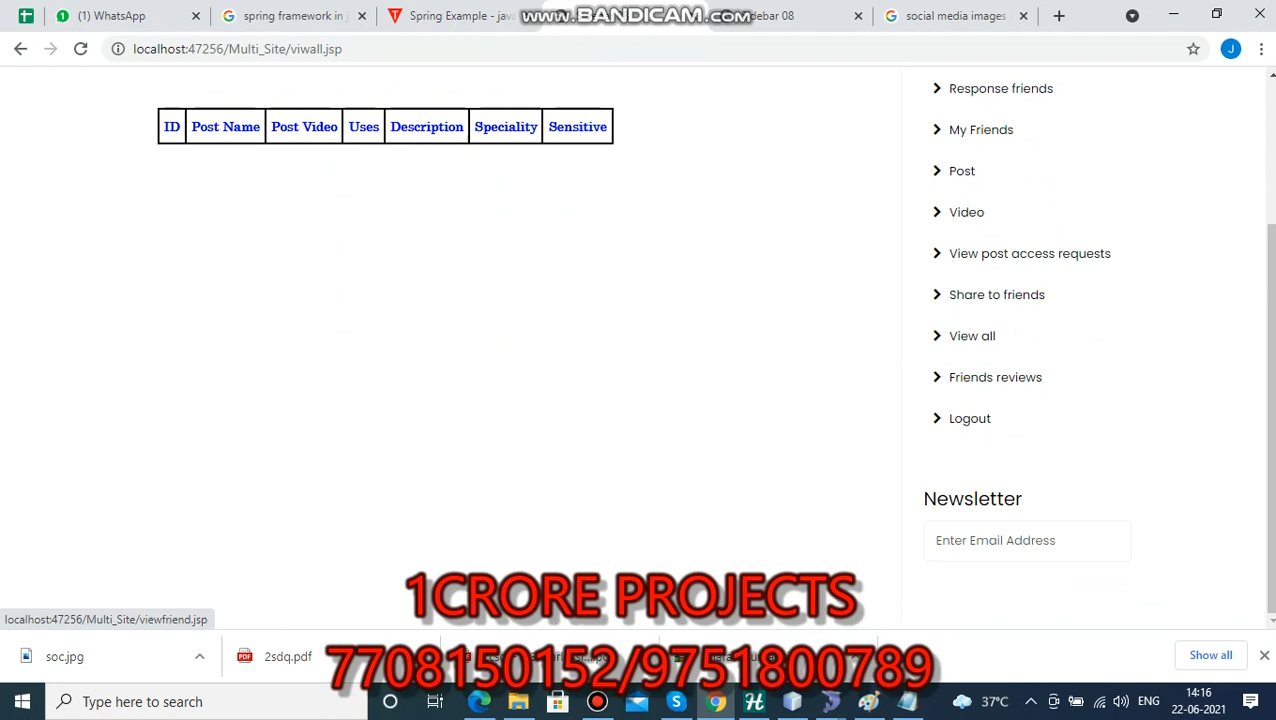 (1) WhatsApp
spring framework in j
Spring Example - jav
www.BANDICAM.com
debar 08
social media images
localhost:47256/Multi_Site/viwall.jsp
J
ID Post Name Post Video Uses Description Speciality Sensitive
Response friends
My Friends
Post
Video
View post access requests
Share to friends
View all
Friends reviews
Logout
Newsletter
Enter Email Address
1CRORE PROJECTS
7708150152/9751800789
localhost:47256/Multi_Site/viewfriend.jsp
soc.jpg
PDF
2sdq.pdf
Show all
Type here to search
37°C
ENG
14:16
22-06-2021